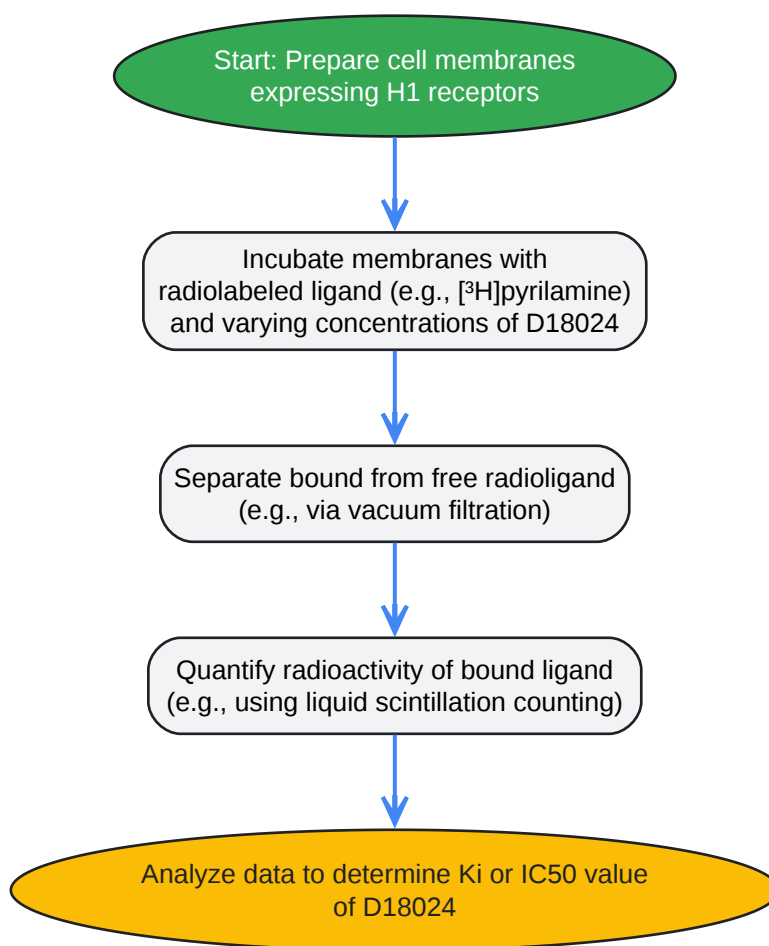 Start: Prepare cell membranes
expressing H1 receptors
Incubate membranes with
radiolabeled ligand (e.g., [³H]pyrilamine)
and varying concentrations of D18024
Separate bound from free radioligand
(e.g., via vacuum filtration)
Quantify radioactivity of bound ligand
(e.g., using liquid scintillation counting)
Analyze data to determine Ki or IC50 value
of D18024